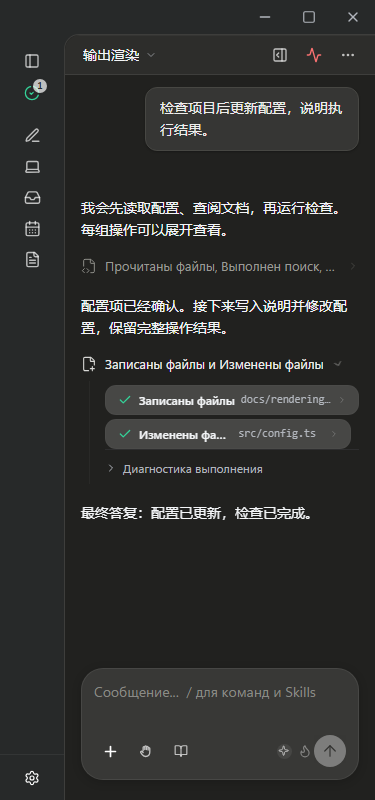 输出渲染
1
检查项目后更新配置，说明执
行结果。
我会先读取配置、查阅文档，再运行检查。
每组操作可以展开查看。
Прочитаны файлы, Выполнен поиск, ...
配置项已经确认。接下来写入说明并修改配
置，保留完整操作结果。
Записаны файлы и Изменены файлы
Записаны файлы docs/rendering…
Изменены фа… src/config.ts
Диагностика выполнения
最终答复：配置已更新，检查已完成。
Сообщение... / для команд и Skills